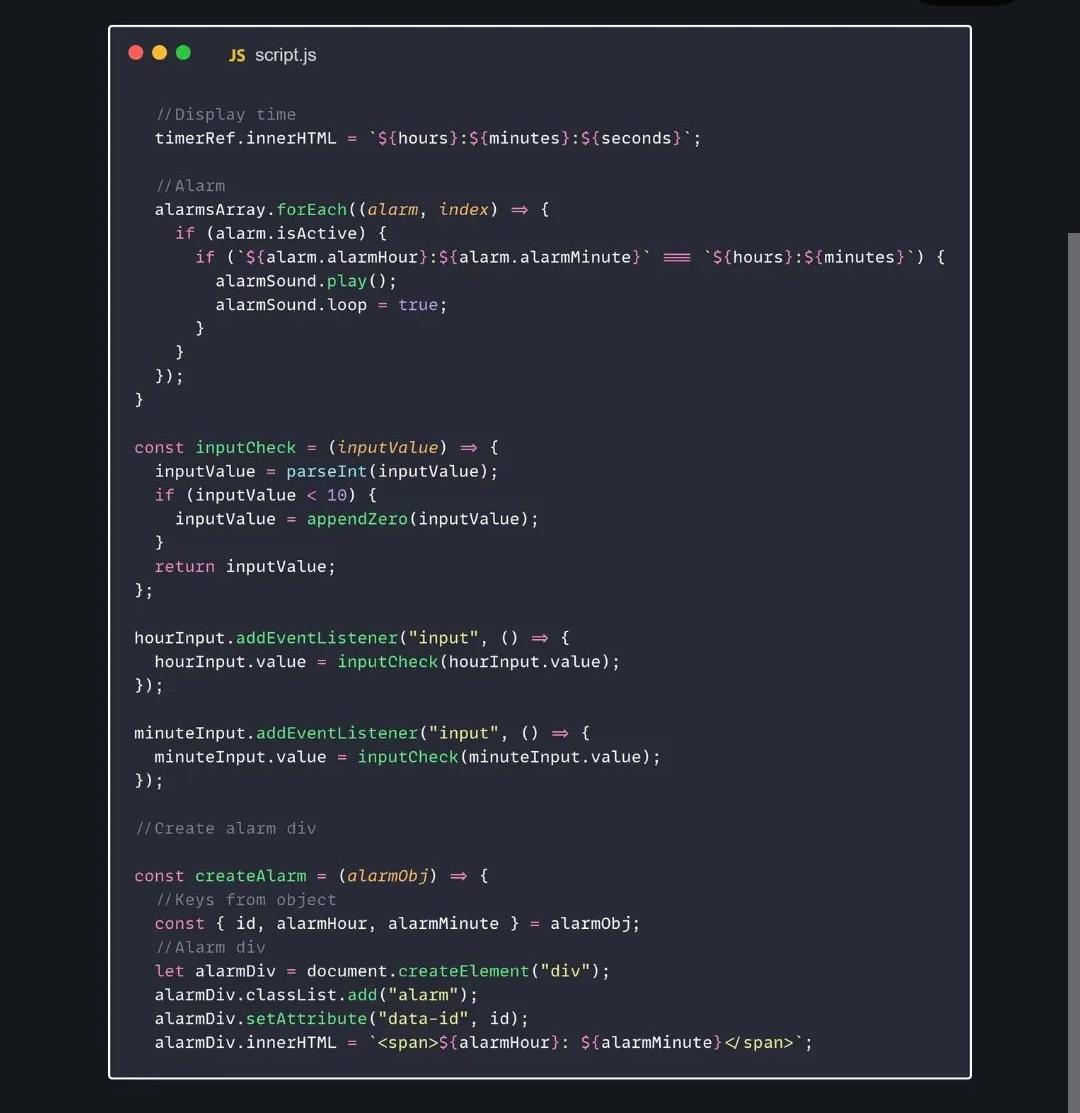 JS script.js
//Display time
timerRef.innerHTML = `${hours}:${minutes}:${seconds}`;
//Alarm
alarmsArray.forEach((alarm, index) => {
if (alarm.isActive) {
if (`${alarm.alarmHour}:${alarm.alarmMinute}` === `${hours}:${minutes}`) {
alarmSound.play();
alarmSound.loop = true;
}
}
});
}
const inputCheck = (inputValue) => {
inputValue = parseInt(inputValue);
if (inputValue < 10) {
inputValue = appendZero(inputValue);
}
return inputValue;
};
hourInput.addEventListener("input", () => {
hourInput.value = inputCheck(hourInput.value);
});
minuteInput.addEventListener("input", () => {
minuteInput.value = inputCheck(minuteInput.value);
});
//Create alarm div
const createAlarm = (alarmObj) => {
//Keys from object
const { id, alarmHour, alarmMinute } = alarmObj;
//Alarm div
let alarmDiv = document.createElement("div");
alarmDiv.classList.add("alarm");
alarmDiv.setAttribute("data-id", id);
alarmDiv.innerHTML = `<span>${alarmHour}: ${alarmMinute}</span>`;